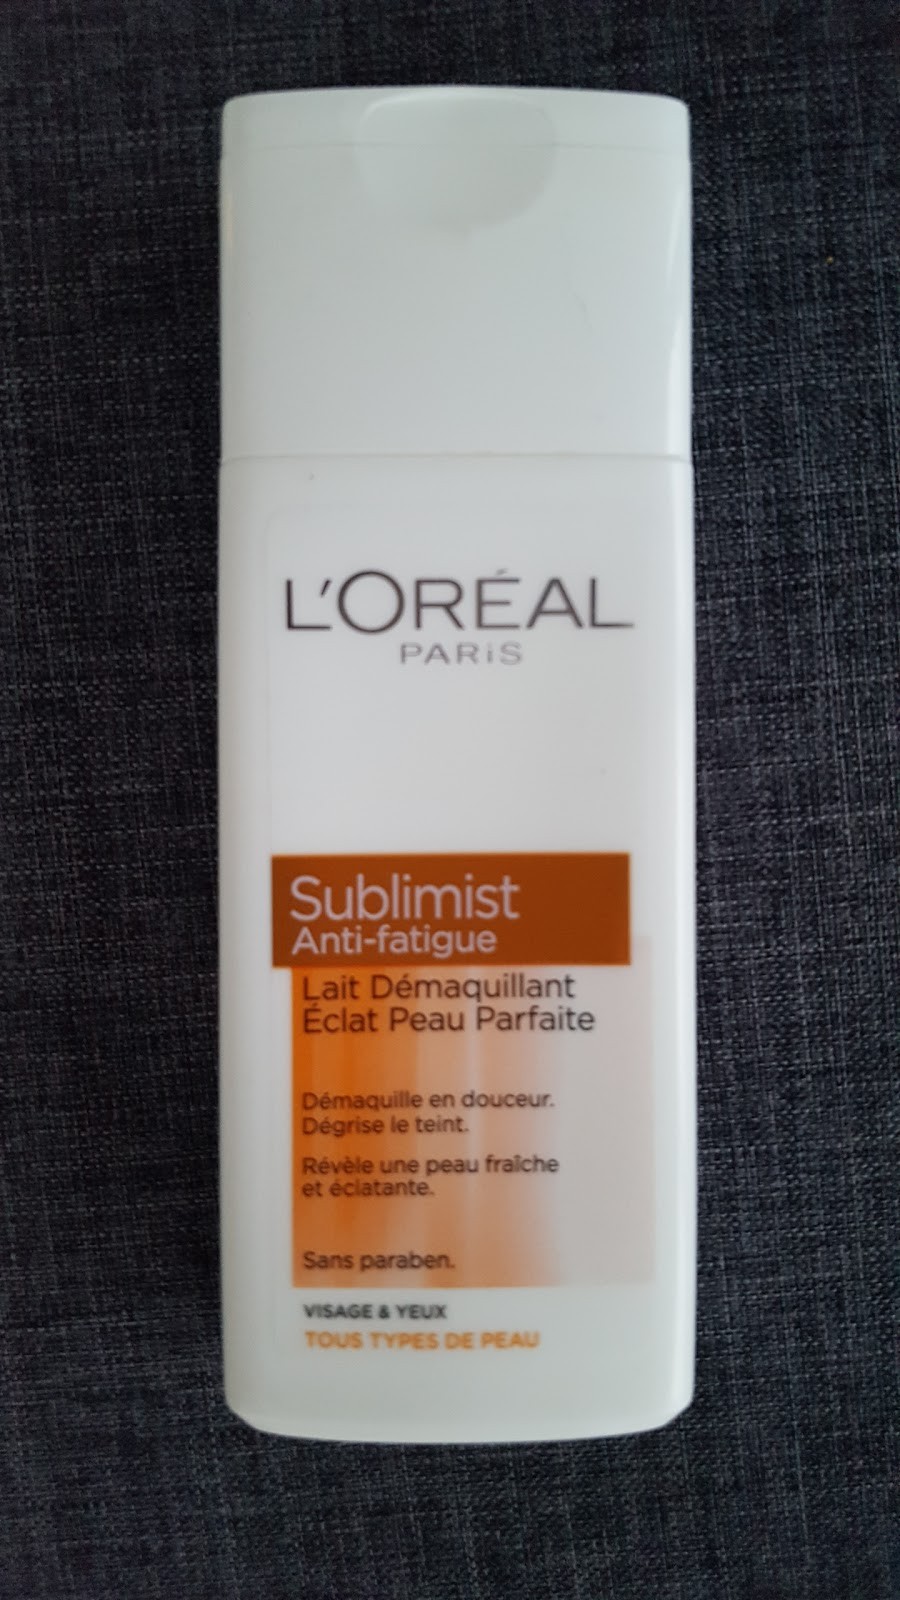 L'ORÉAL
PARiS
Sublimist
Anti-fatigue
Lait Démaquillant
Éclat Peau Parfaite
Démaquille en douceur.
Dégrise le teint.
Révèle une peau fraîche
et éclatante.
Sans paraben.
VISAGE & YEUX
TOUS TYPES DE PEAU